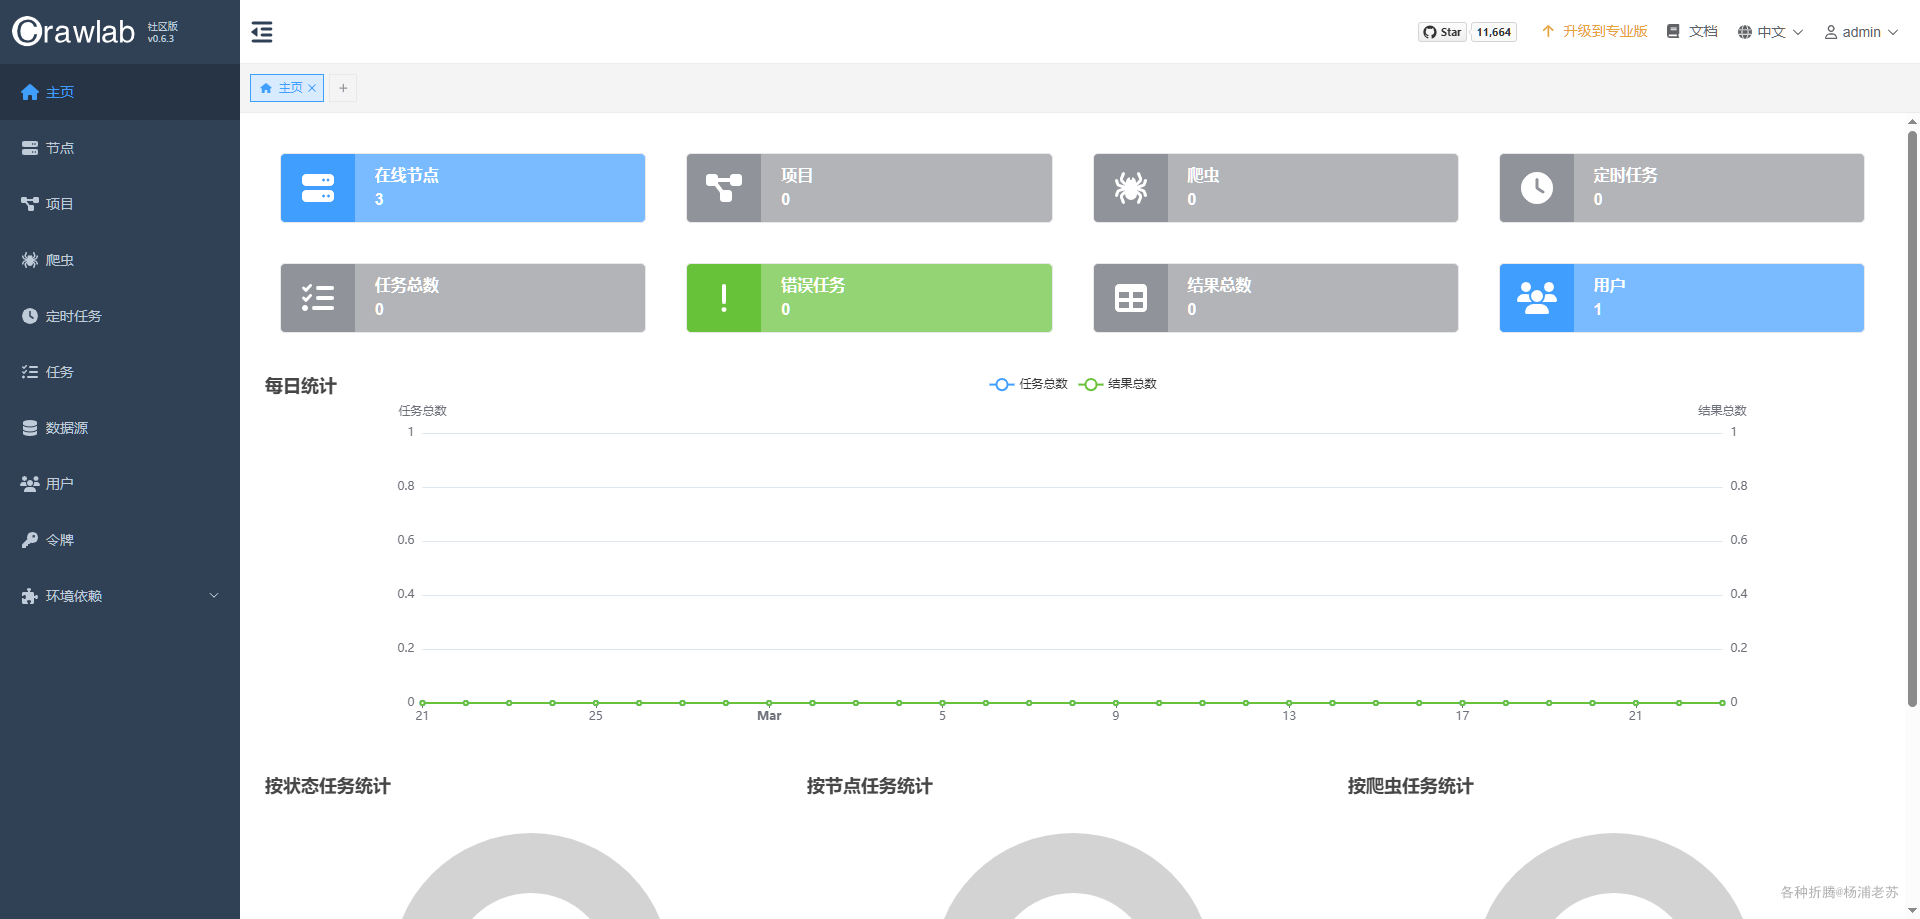 Crawlab 社区版 v0.6.3
主页
节点
项目
爬虫
定时任务
任务
数据源
用户
令牌
环境依赖
Star 11,664 升级到专业版 文档 中文 admin
主页
在线节点
3
项目
0
爬虫
0
定时任务
0
任务总数
0
错误任务
0
结果总数
0
用户
1
每日统计
任务总数 结果总数
任务总数 结果总数
1 1
0.8 0.8
0.6 0.6
0.4 0.4
0.2 0.2
0 0
21 25 Mar 5 9 13 17 21
按状态任务统计 按节点任务统计 按爬虫任务统计
各种折腾@杨浦老苏